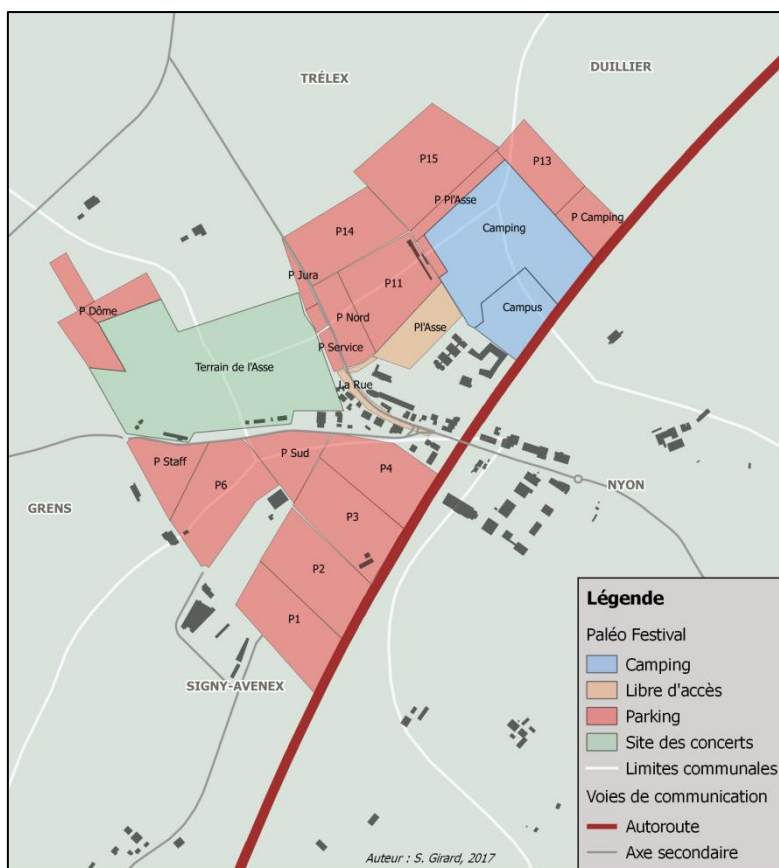 TRÉLEX
DUILLIER
P15
P13
P Pl'Asse
P Camping
Camping
P14
P Jura
P11
P Nord
Campus
P Dôme
Pl'Asse
P Service
Terrain de l'Asse
La Rue
P Staff
P Sud
P4
P6
NYON
GRENS
P3
P2
P1
SIGNY-AVENEX
Légende
Paléo Festival
Camping
Libre d'accès
Parking
Site des concerts
Limites communales
Voies de communication
Autoroute
Axe secondaire
Auteur : S. Girard, 2017